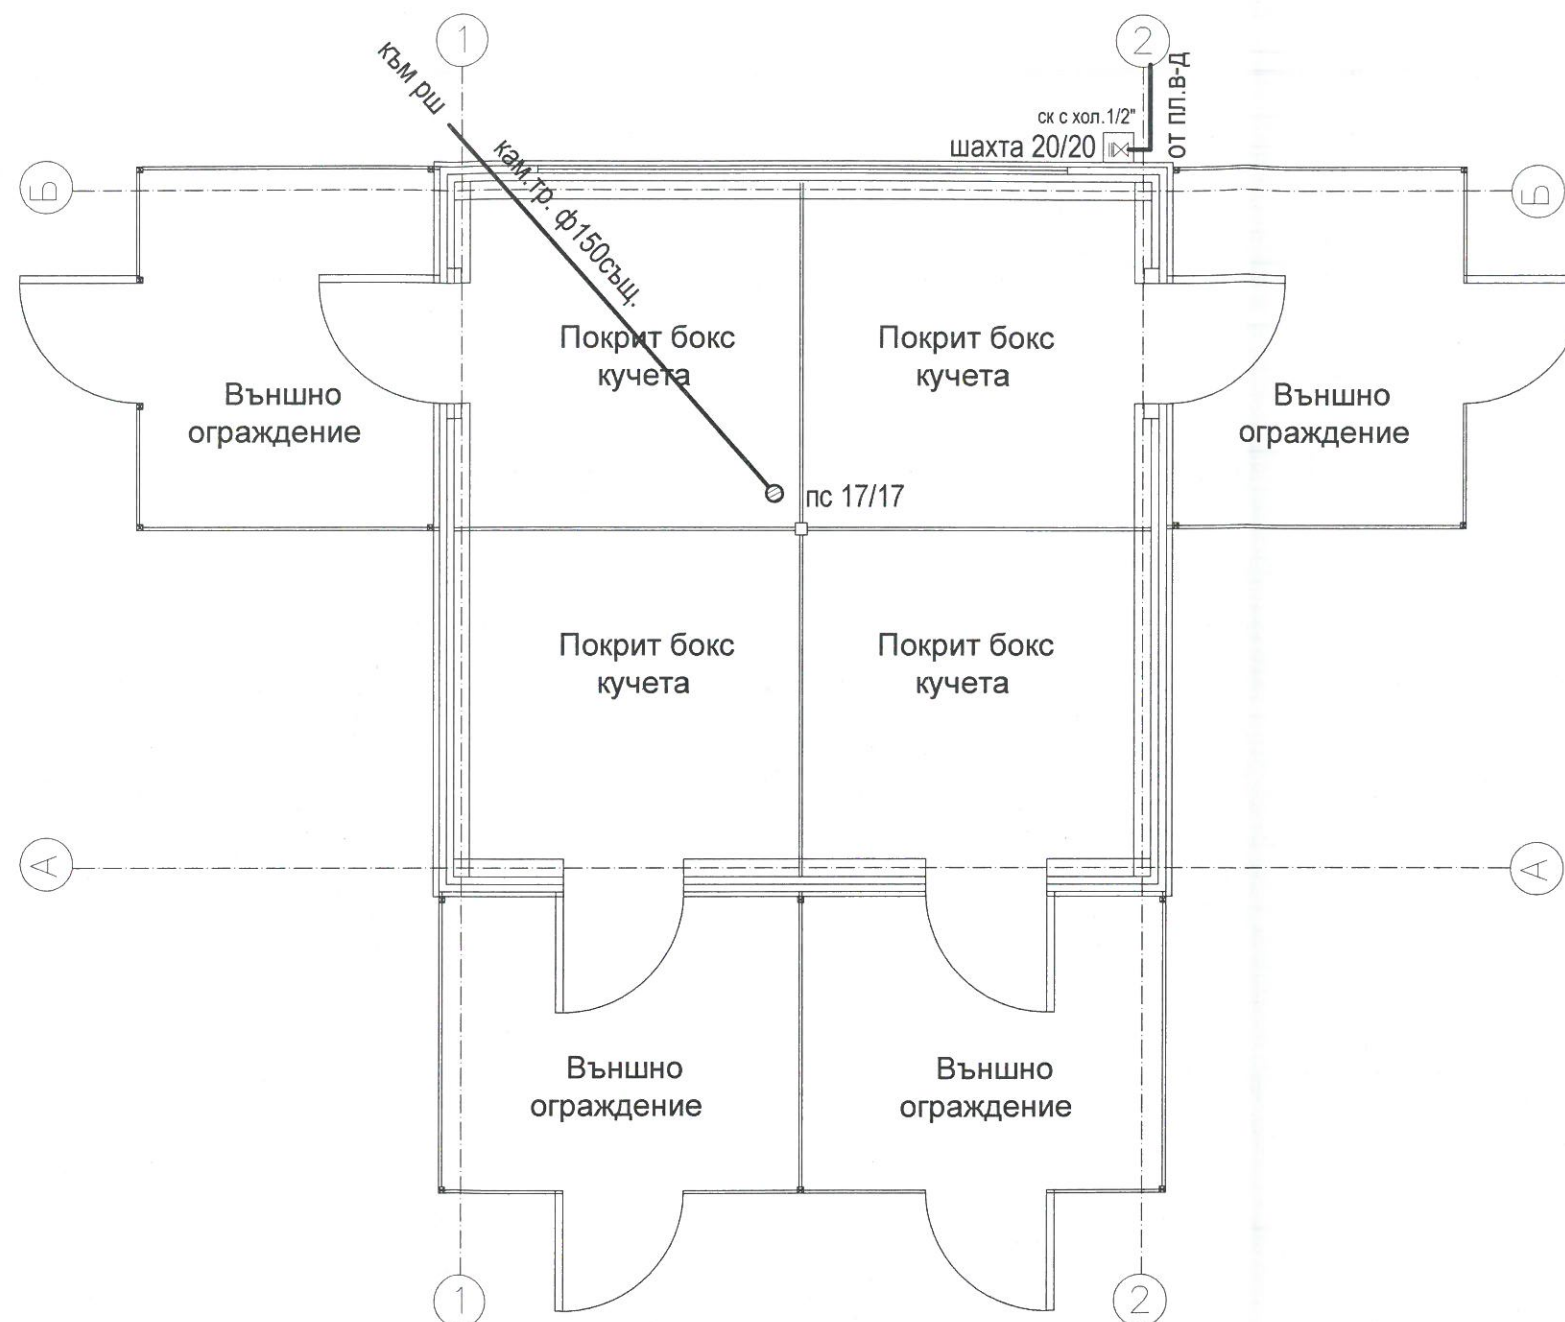 1
2
към рш
от пл.в-д
ск с хол.1/2"
шахта 20/20
кам.тр. ф150същ.
Б
Б
Покрит бокс
кучета
Покрит бокс
кучета
Външно
ограждение
Външно
ограждение
пс 17/17
Покрит бокс
кучета
Покрит бокс
кучета
А
А
Външно
ограждение
Външно
ограждение
1
2